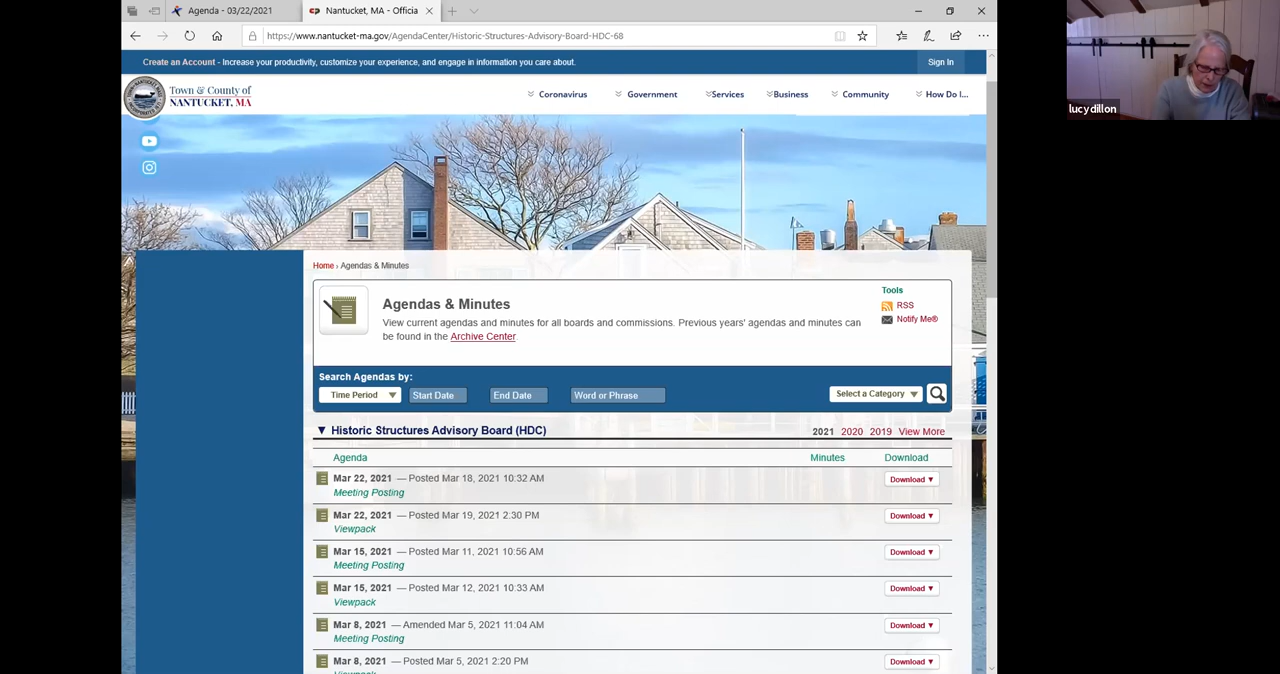 Agenda - 03/22/2021
Nantucket, MA - Officia
https://www.nantucket-ma.gov/AgendaCenter/Historic-Structures-Advisory-Board-HDC-68
Create an Account - Increase your productivity, customize your experience, and engage in information you care about.
Sign In
Town & County of
NANTUCKET, MA
Coronavirus
Government
Services
Business
Community
How Do I...
lucy dillon
Home › Agendas & Minutes
Agendas & Minutes
View current agendas and minutes for all boards and commissions. Previous years' agendas and minutes can
be found in the Archive Center.
Tools
RSS
Notify Me®
Search Agendas by:
Time Period
Start Date
End Date
Word or Phrase
Select a Category
Historic Structures Advisory Board (HDC)
2021 2020 2019 View More
Agenda Minutes Download
Mar 22, 2021 — Posted Mar 18, 2021 10:32 AM Download
Meeting Posting
Mar 22, 2021 — Posted Mar 19, 2021 2:30 PM Download
Viewpack
Mar 15, 2021 — Posted Mar 11, 2021 10:56 AM Download
Meeting Posting
Mar 15, 2021 — Posted Mar 12, 2021 10:33 AM Download
Viewpack
Mar 8, 2021 — Amended Mar 5, 2021 11:04 AM Download
Meeting Posting
Mar 8, 2021 — Posted Mar 5, 2021 2:20 PM Download
Viewpack